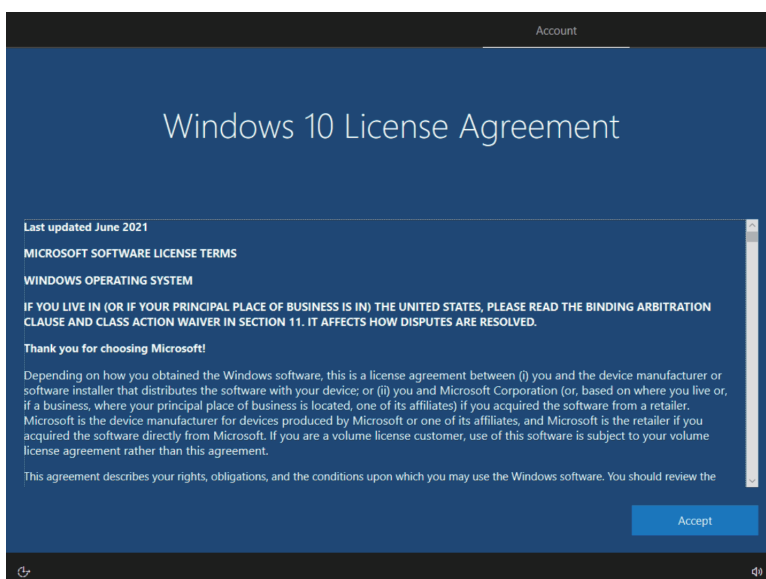 Account
Windows 10 License Agreement
Last updated June 2021
MICROSOFT SOFTWARE LICENSE TERMS
WINDOWS OPERATING SYSTEM
IF YOU LIVE IN (OR IF YOUR PRINCIPAL PLACE OF BUSINESS IS IN) THE UNITED STATES, PLEASE READ THE BINDING ARBITRATION
CLAUSE AND CLASS ACTION WAIVER IN SECTION 11. IT AFFECTS HOW DISPUTES ARE RESOLVED.
Thank you for choosing Microsoft!
Depending on how you obtained the Windows software, this is a license agreement between (i) you and the device manufacturer or
software installer that distributes the software with your device; or (ii) you and Microsoft Corporation (or, based on where you live or,
if a business, where your principal place of business is located, one of its affiliates) if you acquired the software from a retailer.
Microsoft is the device manufacturer for devices produced by Microsoft or one of its affiliates, and Microsoft is the retailer if you
acquired the software directly from Microsoft. If you are a volume license customer, use of this software is subject to your volume
license agreement rather than this agreement.
This agreement describes your rights, obligations, and the conditions upon which you may use the Windows software. You should review the
Accept